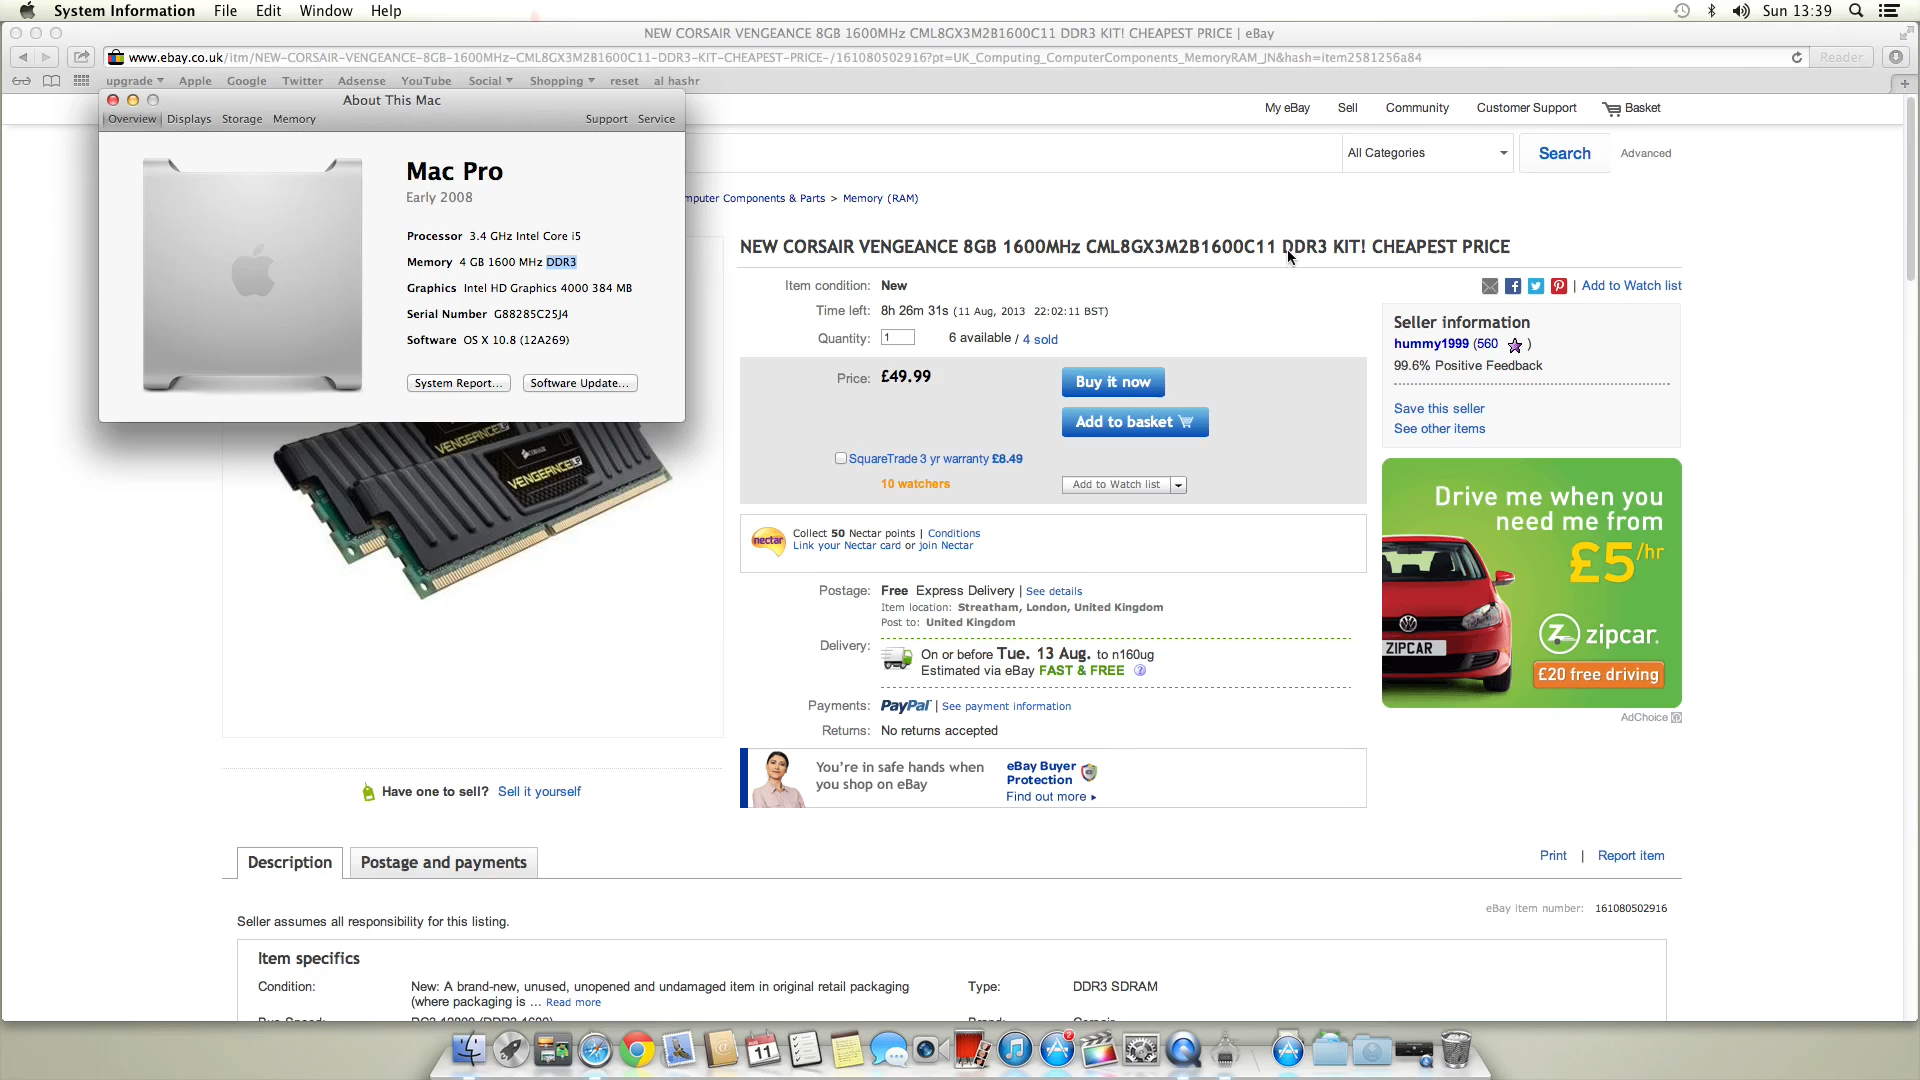 System Information File Edit Window Help
Sun 13:39
NEW CORSAIR VENGEANCE 8GB 1600MHz CML8GX3M2B1600C11 DDR3 KIT! CHEAPEST PRICE | eBay
www.ebay.co.uk/itm/NEW-CORSAIR-VENGEANCE-8GB-1600MHz-CML8GX3M2B1600C11-DDR3-KIT-CHEAPEST-PRICE-/161080502916?pt=UK_Computing_ComputerComponents_MemoryRAM_JN&hash=item2581256a84
Reader
upgrade Apple Google Twitter Adsense YouTube Social Shopping reset al hashr
About This Mac
Overview Displays Storage Memory Support Service
Mac Pro
Early 2008
Processor 3.4 GHz Intel Core i5
Memory 4 GB 1600 MHz DDR3
Graphics Intel HD Graphics 4000 384 MB
Serial Number G88285C25J4
Software OS X 10.8 (12A269)
System Report... Software Update...
My eBay Sell Community Customer Support Basket
All Categories Search Advanced
mputer Components & Parts > Memory (RAM)
NEW CORSAIR VENGEANCE 8GB 1600MHz CML8GX3M2B1600C11 DDR3 KIT! CHEAPEST PRICE
Item condition: New
| Add to Watch list
Time left: 8h 26m 31s (11 Aug, 2013 22:02:11 BST)
Quantity: 1 6 available / 4 sold
Price: £49.99
Buy it now
Add to basket
SquareTrade 3 yr warranty £8.49
10 watchers
Add to Watch list
Seller information
hummy1999 (560 )
99.6% Positive Feedback
Save this seller
See other items
VENGEANCE
CORSAIR
VENGEANCE LP
nectar
Collect 50 Nectar points | Conditions
Link your Nectar card or join Nectar
Postage: Free Express Delivery | See details
Item location: Streatham, London, United Kingdom
Post to: United Kingdom
Delivery: On or before Tue. 13 Aug. to n160ug
Estimated via eBay FAST & FREE
Payments: PayPal | See payment information
Returns: No returns accepted
You're in safe hands when
you shop on eBay
eBay Buyer
Protection
Find out more
Drive me when you
need me from
£5/hr
ZIPCAR
zipcar.
£20 free driving
AdChoice
Have one to sell? Sell it yourself
Description Postage and payments
Print | Report item
Seller assumes all responsibility for this listing.
eBay item number: 161080502916
Item specifics
Condition: New: A brand-new, unused, unopened and undamaged item in original retail packaging
(where packaging is ... Read more
Type: DDR3 SDRAM
Bus Speed: PC3-12800 (DDR3-1600)
Brand: Corsair
AUG
11
2